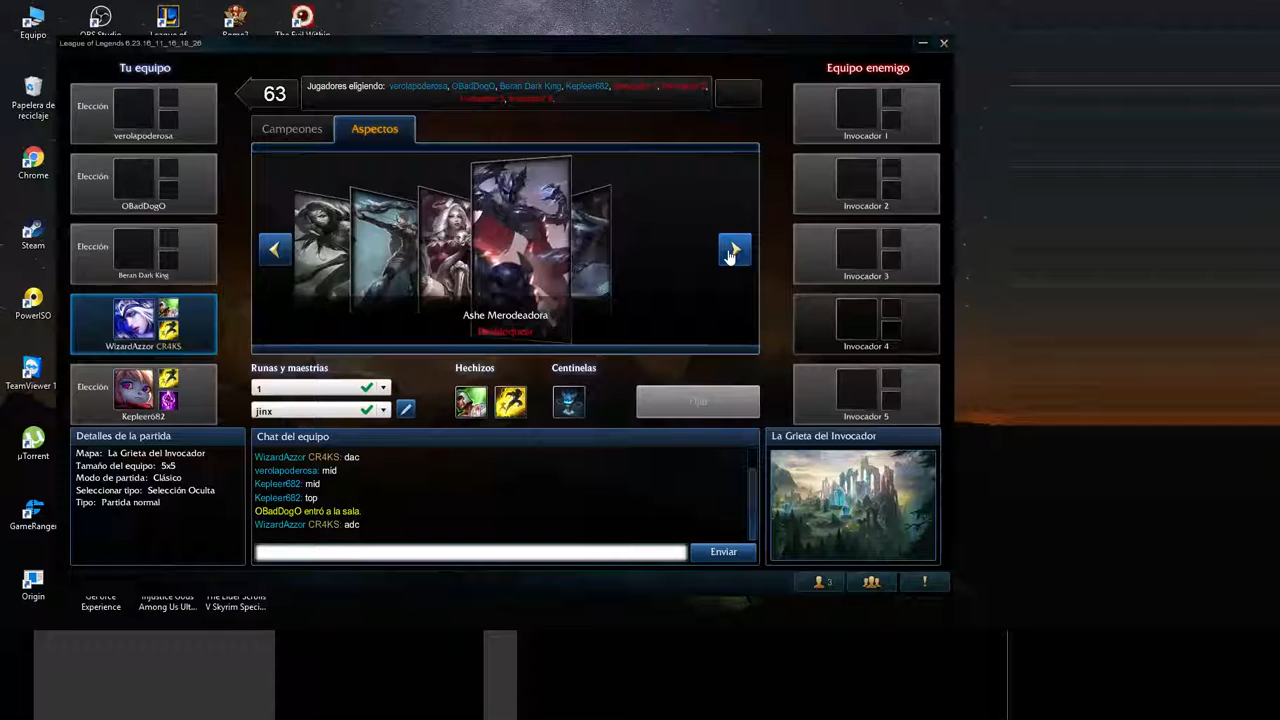 Equipo
OBS Studio
League of
Rome2
The Evil Within
League of Legends 6.23.16_11_16_18_26
Papelera de
reciclaje
Chrome
Steam
PowerISO
TeamViewer 1
µTorrent
GameRanger
Origin
GeForce
Experience
Injustice Gods
Among Us Ult...
The Elder Scrolls
V Skyrim Speci...
Tu equipo
Elección
verolapoderosa
Elección
OBadDogO
Elección
Beran Dark King
WizardAzzor CR4KS
Elección
Kepleer682
63
Jugadores eligiendo: verolapoderosa, OBadDogO, Beran Dark King, Kepleer682,
Campeones
Aspectos
Ashe Merodeadora
Runas y maestrías
1
jinx
Hechizos
Centinelas
Equipo enemigo
Invocador 1
Invocador 2
Invocador 3
Invocador 4
Invocador 5
Detalles de la partida
Mapa: La Grieta del Invocador
Tamaño del equipo: 5x5
Modo de partida: Clásico
Seleccionar tipo: Selección Oculta
Tipo: Partida normal
Chat del equipo
WizardAzzor CR4KS: dac
verolapoderosa: mid
Kepleer682: mid
Kepleer682: top
OBadDogO entró a la sala.
WizardAzzor CR4KS: adc
Enviar
La Grieta del Invocador
3